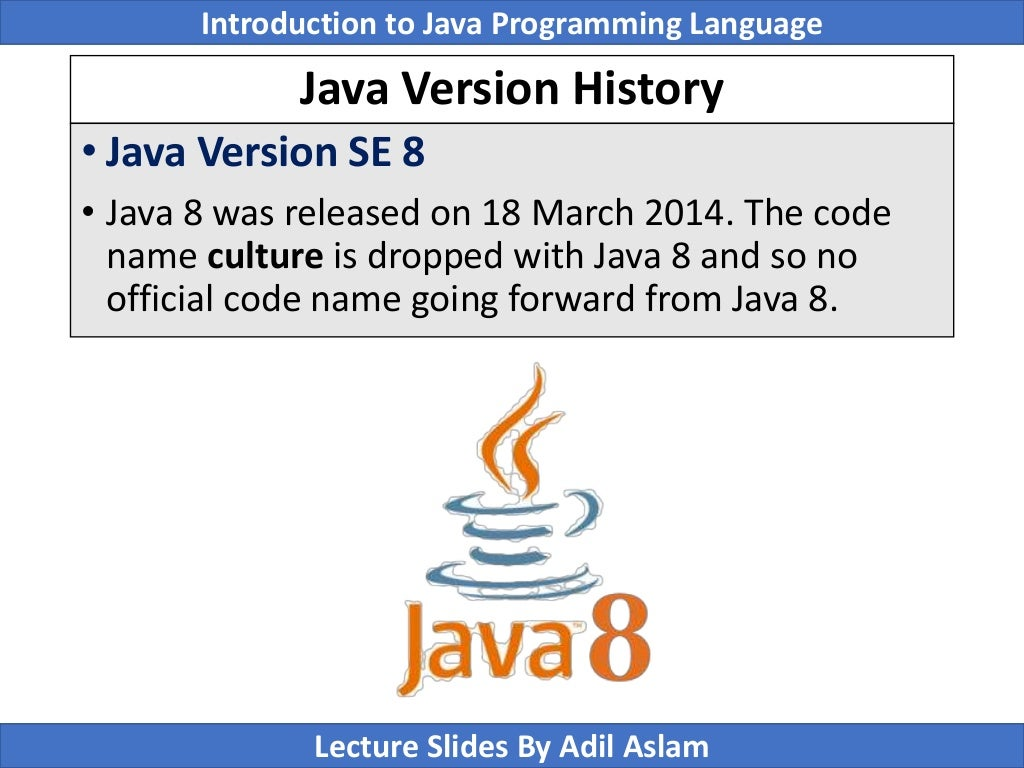 Introduction to Java Programming Language
Java Version History
• Java Version SE 8
• Java 8 was released on 18 March 2014. The code
name culture is dropped with Java 8 and so no
official code name going forward from Java 8.
Java™ 8
Lecture Slides By Adil Aslam